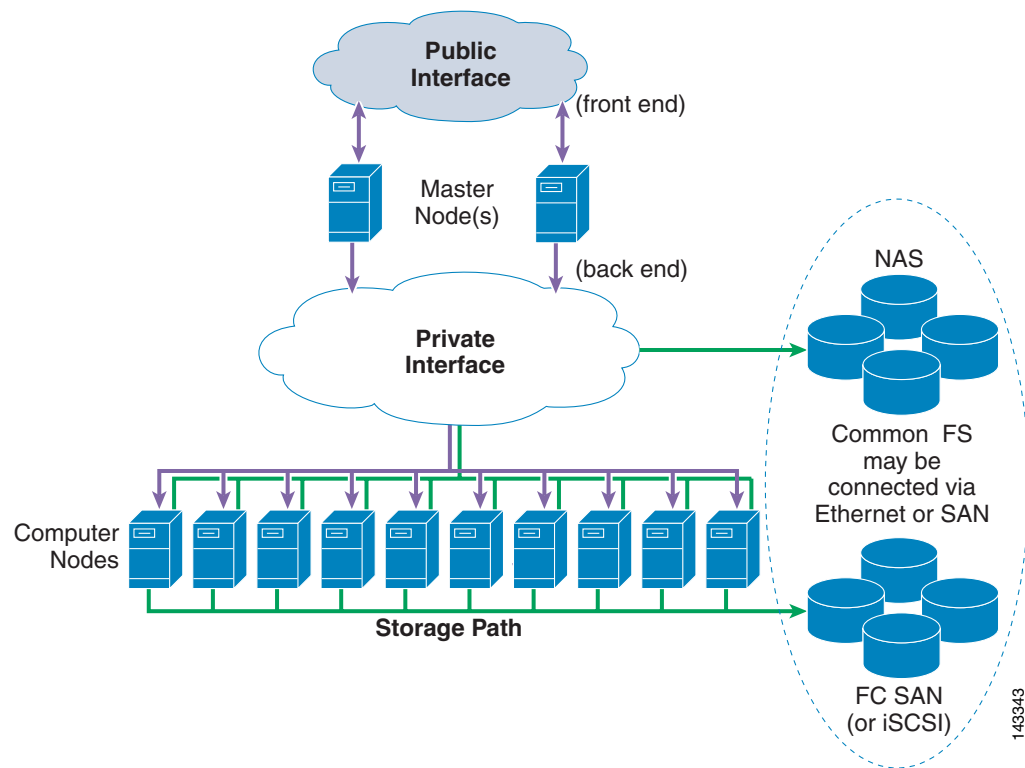 Public
Interface
(front end)
Master
Node(s)
(back end)
NAS
Private
Interface
Common FS
may be
connected via
Ethernet or SAN
Computer
Nodes
Storage Path
FC SAN
(or iSCSI)
143343